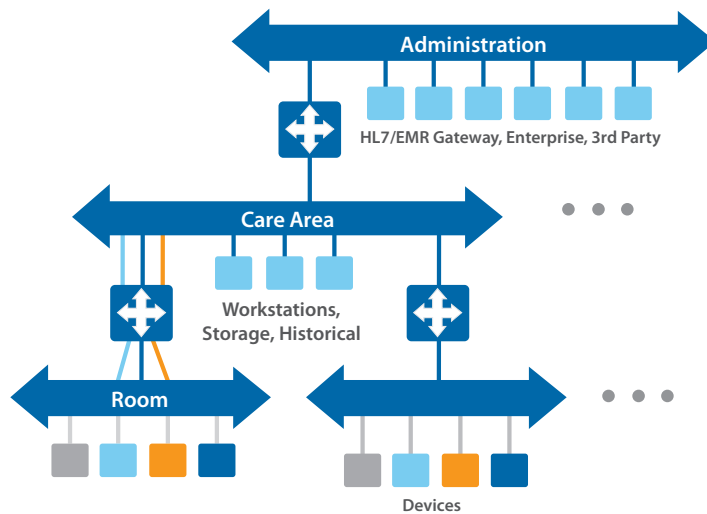 Administration
HL7/EMR Gateway, Enterprise, 3rd Party
Care Area
Workstations,
Storage, Historical
Room
Devices